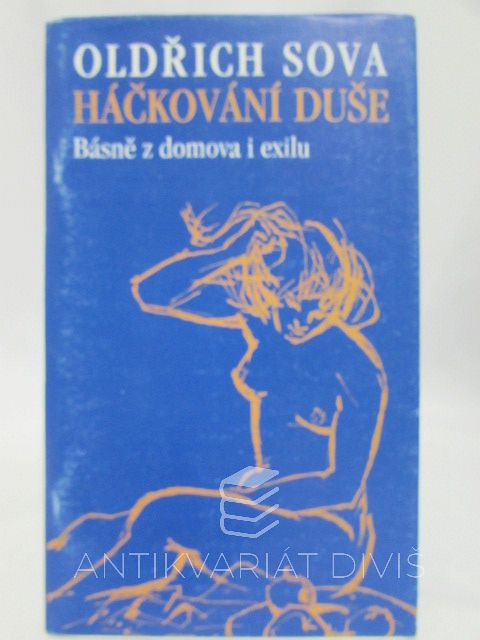 OLDŘICH SOVA
HÁČKOVÁNÍ DUŠE
Básně z domova i exilu
ANTIKVARIÁT DIVIŠ